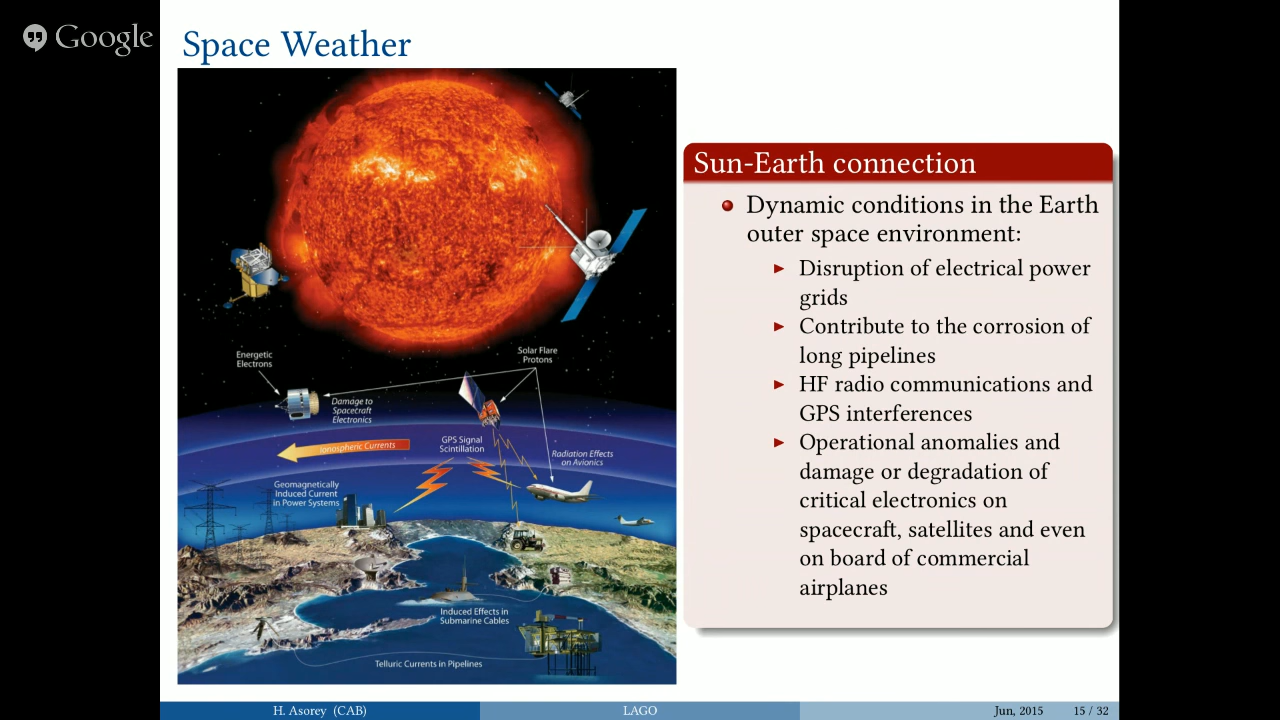 Google
Space Weather
Energetic
Electrons
Solar Flare
Protons
Damage to
Spacecraft
Electronics
Ionospheric Currents
GPS Signal
Scintillation
Radiation Effects
on Avionics
Geomagnetically
Induced Current
in Power Systems
Induced Effects in
Submarine Cables
Telluric Currents in Pipelines
Sun-Earth connection
Dynamic conditions in the Earth
outer space environment:
Disruption of electrical power
grids
Contribute to the corrosion of
long pipelines
HF radio communications and
GPS interferences
Operational anomalies and
damage or degradation of
critical electronics on
spacecraft, satellites and even
on board of commercial
airplanes
H. Asorey (CAB)
LAGO
Jun, 2015
15 / 32